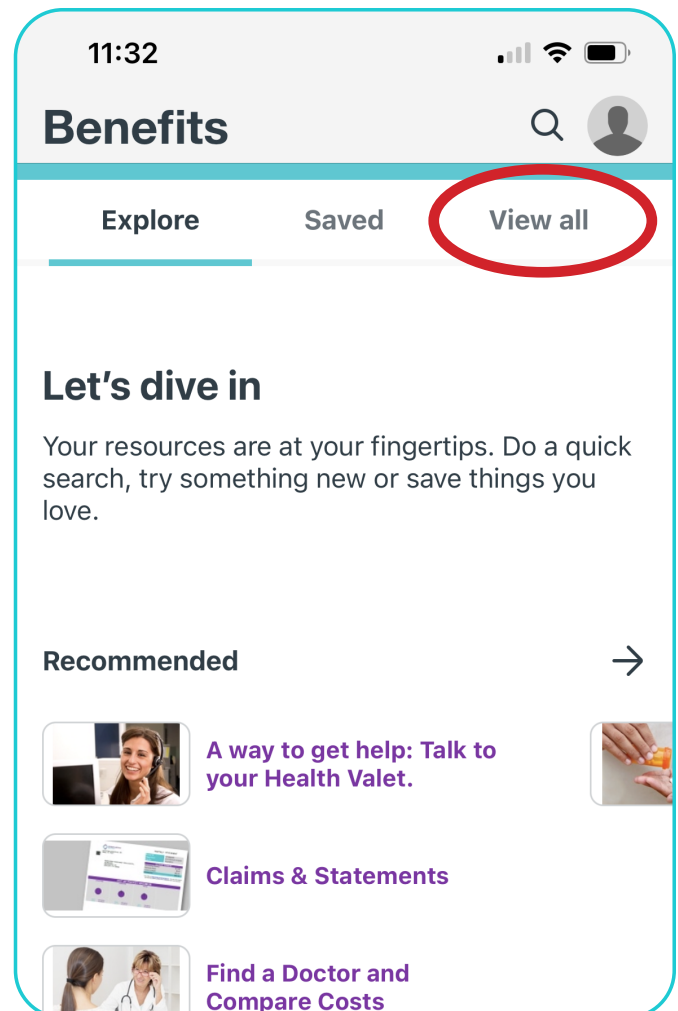 11:32
Benefits
Explore Saved View all
Let’s dive in
Your resources are at your fingertips. Do a quick
search, try something new or save things you
love.
Recommended
A way to get help: Talk to
your Health Valet.
Claims & Statements
Find a Doctor and
Compare Costs